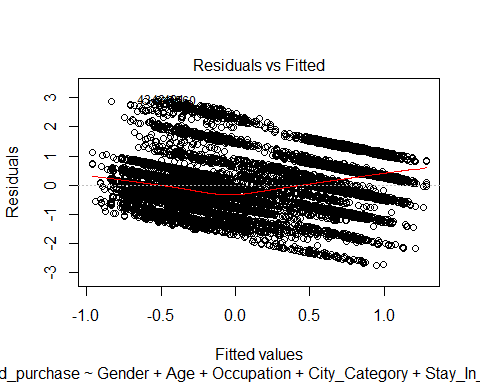 Residuals vs Fitted
3
2
1
0
-1
-2
-3
Residuals
-1.0 -0.5 0.0 0.5 1.0
Fitted values
d_purchase ~ Gender + Age + Occupation + City_Category + Stay_In_